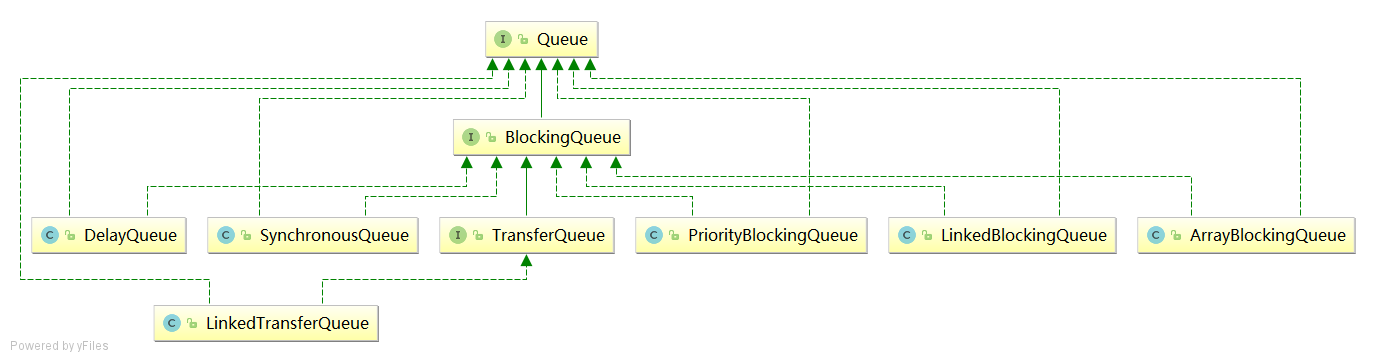 I Queue
I BlockingQueue
C DelayQueue
C SynchronousQueue
I TransferQueue
C PriorityBlockingQueue
C LinkedBlockingQueue
C ArrayBlockingQueue
C LinkedTransferQueue
Powered by yFiles